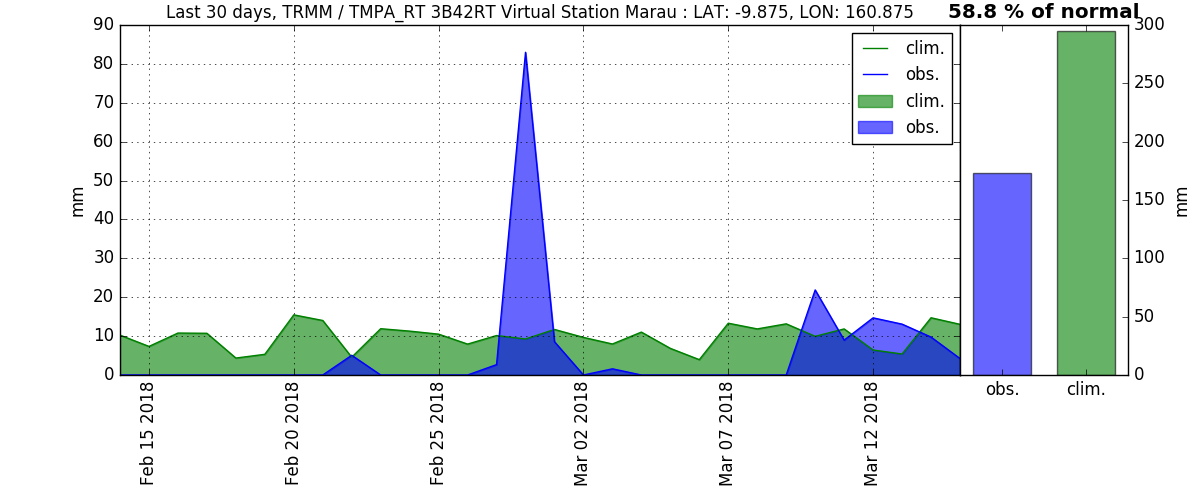 Last 30 days, TRMM / TMPA_RT 3B42RT Virtual Station Marau : LAT: -9.875, LON: 160.875
58.8 % of normal
90
80
70
60
50
40
30
20
10
0
mm
clim.
obs.
clim.
obs.
Feb 15 2018
Feb 20 2018
Feb 25 2018
Mar 02 2018
Mar 07 2018
Mar 12 2018
300
250
200
150
100
50
0
mm
obs.
clim.